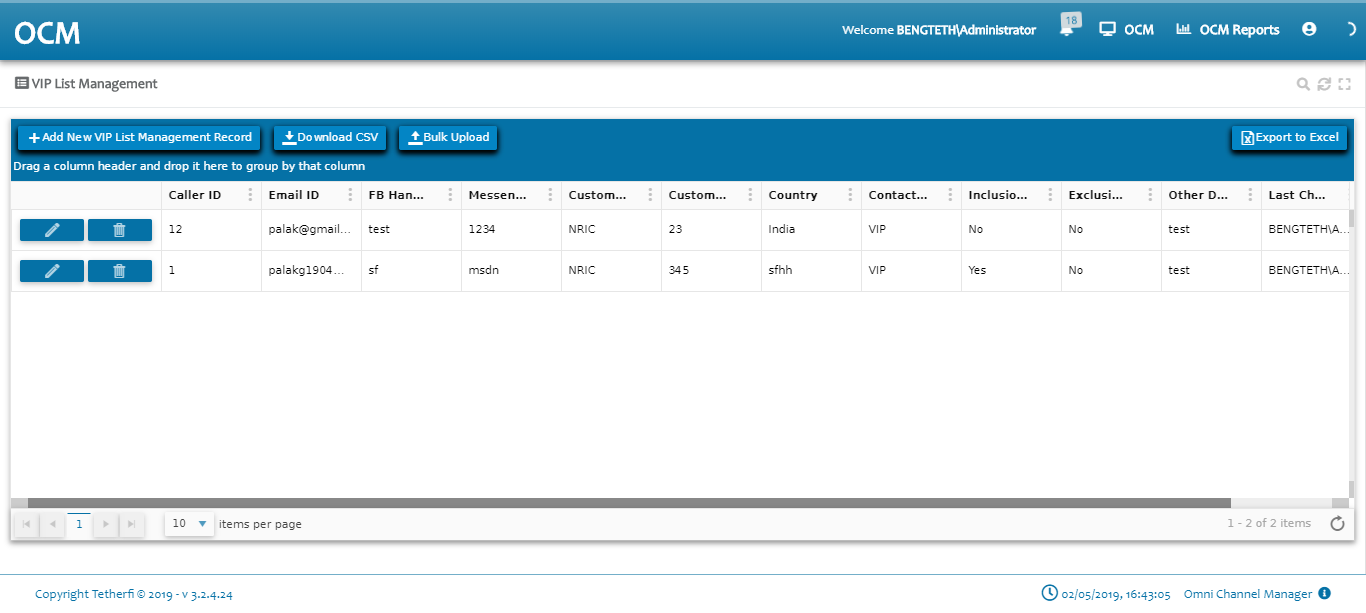 OCM
Welcome BENGTETH\Administrator 18 OCM OCM Reports
VIP List Management
Add New VIP List Management Record Download CSV Bulk Upload Export to Excel
Drag a column header and drop it here to group by that column
Caller ID Email ID FB Han... Messen... Custom... Custom... Country Contact... Inclusio... Exclusi... Other D... Last Ch...
12 palak@gmail... test 1234 NRIC 23 India VIP No No test BENGTETH\A...
1 palakg1904... sf msdn NRIC 345 sfhh VIP Yes No test BENGTETH\A...
1 10 items per page 1 - 2 of 2 items
Copyright Tetherfi © 2019 - v 3.2.4.24 02/05/2019, 16:43:05 Omni Channel Manager